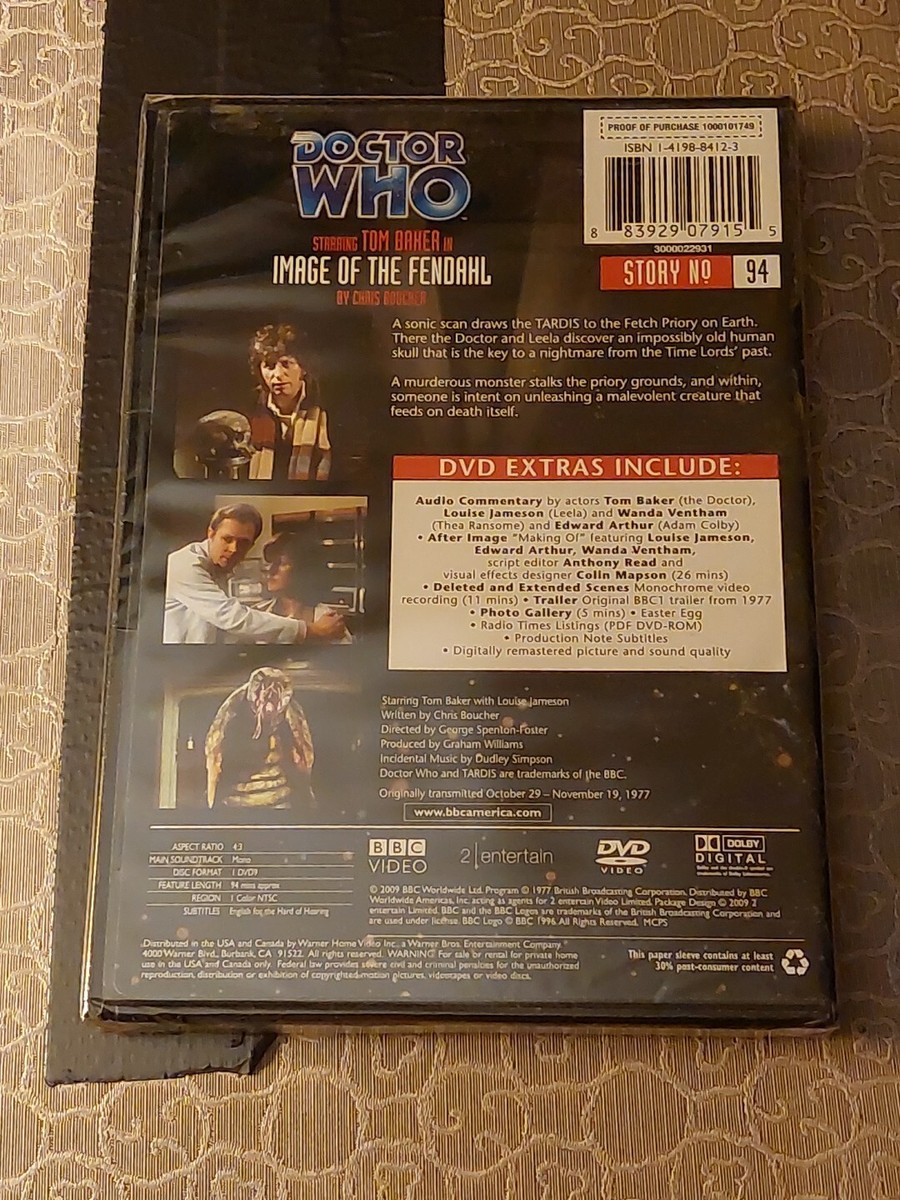 DOCTOR
WHO
STARRING TOM BAKER IN
IMAGE OF THE FENDAHL
BY CHRIS BOUCHER
PROOF OF PURCHASE 1000101749
ISBN 1-4198-8412-3
8 83929 07915 5
3000022931
STORY Nº 94
A sonic scan draws the TARDIS to the Fetch Priory on Earth.
There the Doctor and Leela discover an impossibly old human
skull that is the key to a nightmare from the Time Lords' past.
A murderous monster stalks the priory grounds, and within,
someone is intent on unleashing a malevolent creature that
feeds on death itself.
DVD EXTRAS INCLUDE:
Audio Commentary by actors Tom Baker (the Doctor),
Louise Jameson (Leela) and Wanda Ventham
(Thea Ransome) and Edward Arthur (Adam Colby)
• After Image "Making Of" featuring Louise Jameson,
Edward Arthur, Wanda Ventham,
script editor Anthony Read and
visual effects designer Colin Mapson (26 mins)
• Deleted and Extended Scenes Monochrome video
recording (11 mins) • Trailer Original BBC1 trailer from 1977
• Photo Gallery (5 mins) • Easter Egg
• Radio Times Listings (PDF DVD-ROM)
• Production Note Subtitles
• Digitally remastered picture and sound quality
Starring Tom Baker with Louise Jameson
Written by Chris Boucher
Directed by George Spenton-Foster
Produced by Graham Williams
Incidental Music by Dudley Simpson
Doctor Who and TARDIS are trademarks of the BBC.
Originally transmitted October 29 – November 19, 1977
www.bbcamerica.com
ASPECT RATIO 4:3
MAIN SOUNDTRACK Mono
DISC FORMAT 1 DVD9
FEATURE LENGTH 94 mins approx
REGION 1 Color NTSC
SUBTITLES English for the Hard of Hearing
BBC
VIDEO
2|entertain
DVD
VIDEO
DOLBY
DIGITAL
Dolby and the double-D symbol are
trademarks of Dolby Laboratories.
© 2009 BBC Worldwide Ltd. Program © 1977 British Broadcasting Corporation. Distributed by BBC
Worldwide Americas, Inc. acting as agents for 2 entertain Video Limited. Package Design © 2009 2
entertain Limited. BBC and the BBC Logos are trademarks of the British Broadcasting Corporation and
are used under license. BBC Logo © BBC 1996. All Rights Reserved. MCPS
Distributed in the USA and Canada by Warner Home Video Inc., a Warner Bros. Entertainment Company.
4000 Warner Blvd., Burbank, CA 91522. All rights reserved. WARNING: For sale or rental for private home
use in the USA and Canada only. Federal law provides severe civil and criminal penalties for the unauthorized
reproduction, distribution or exhibition of copyrighted motion pictures, videotapes or video discs.
This paper sleeve contains at least
30% post-consumer content